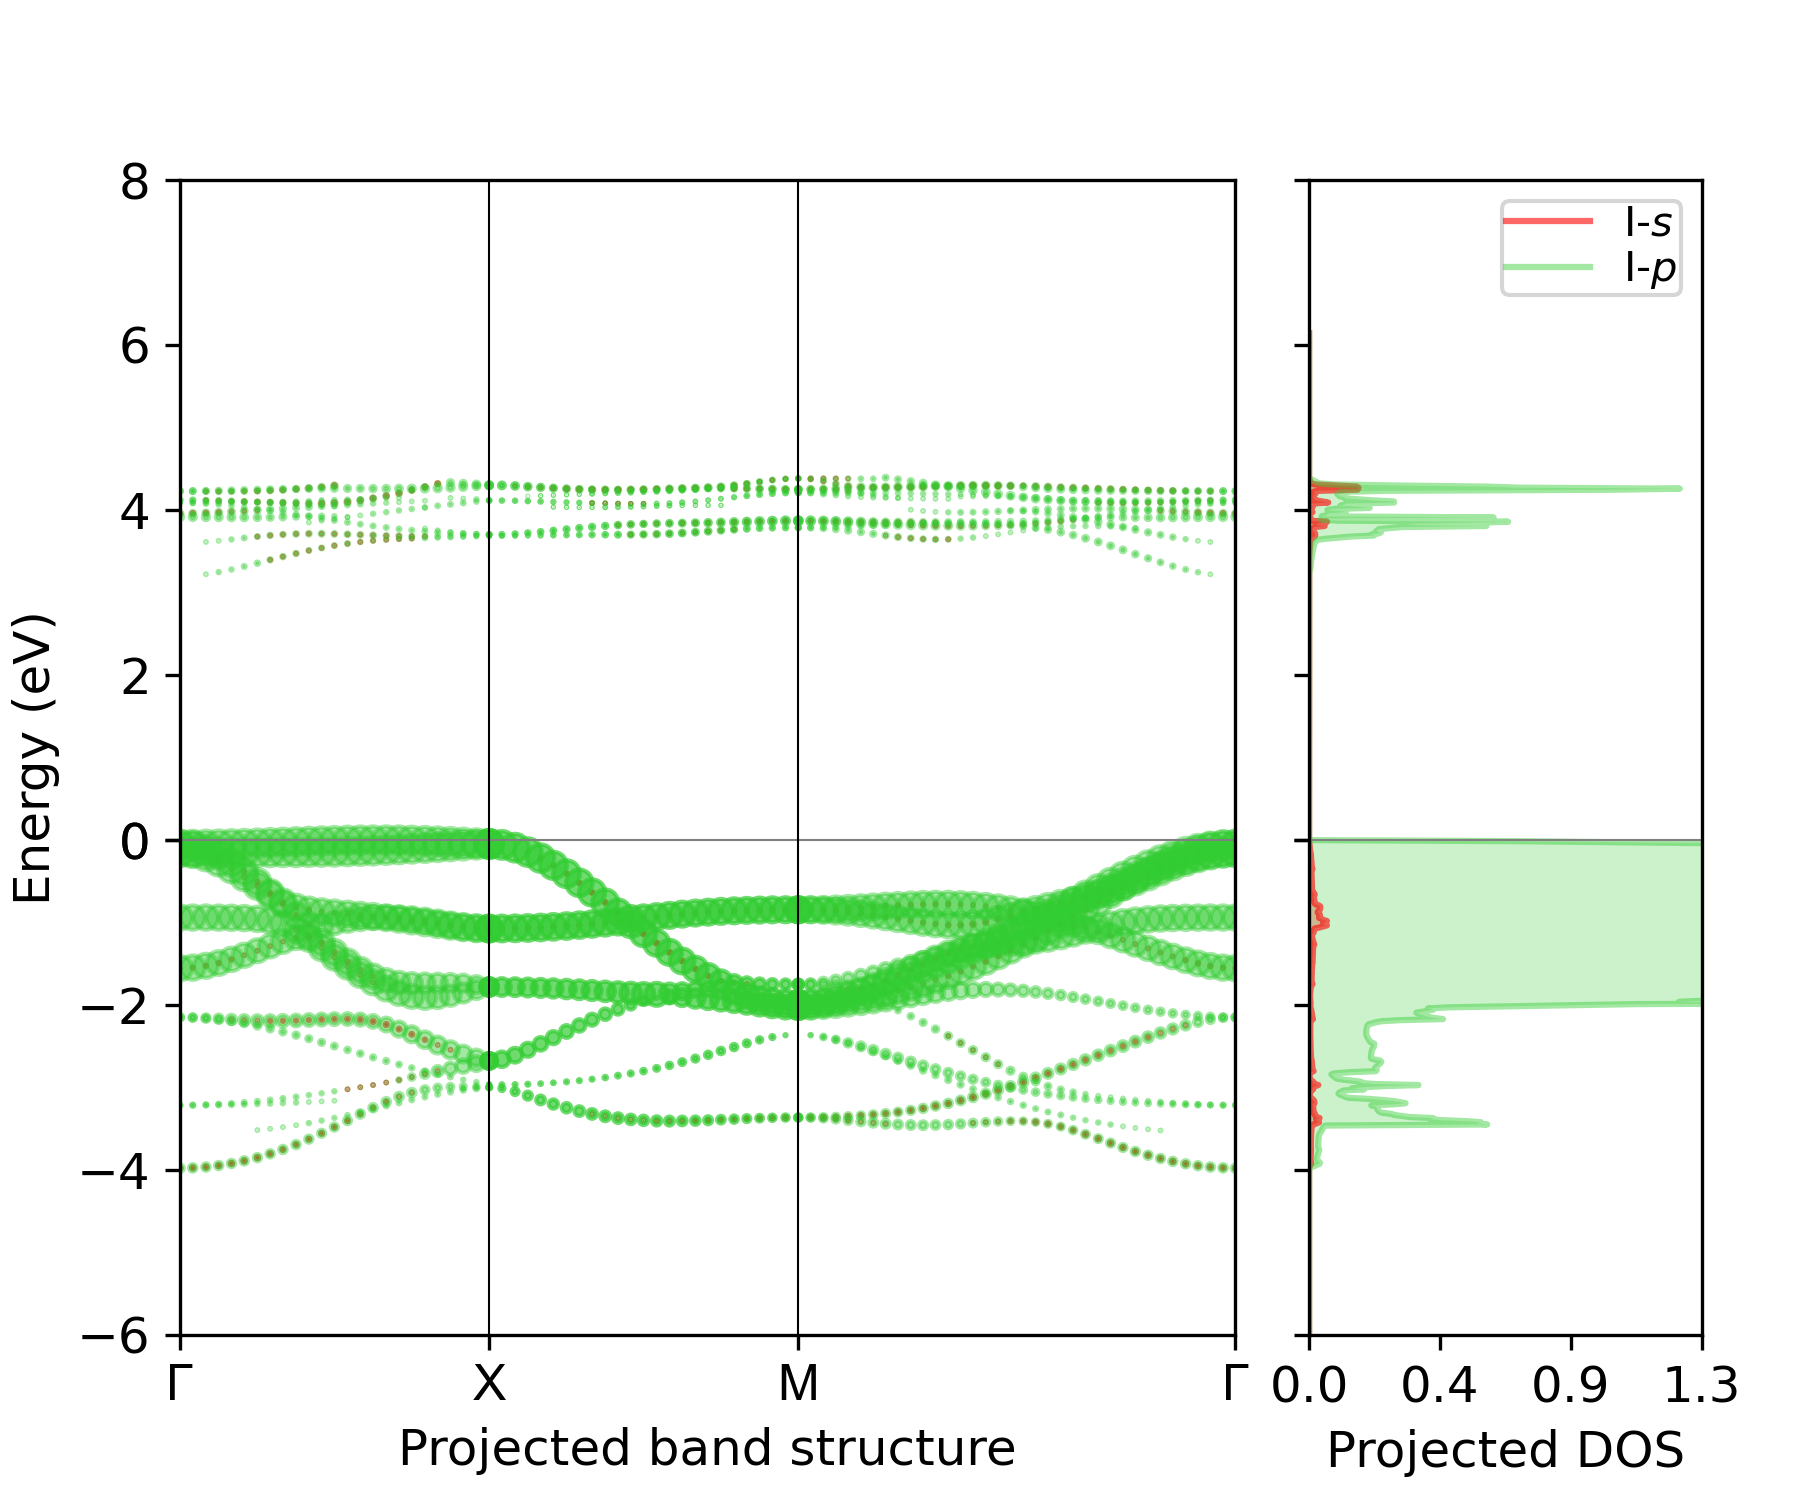 8
6
4
2
0
−2
−4
−6
Energy (eV)
Γ X M Γ
Projected band structure
I-s
I-p
0.0 0.4 0.9 1.3
Projected DOS